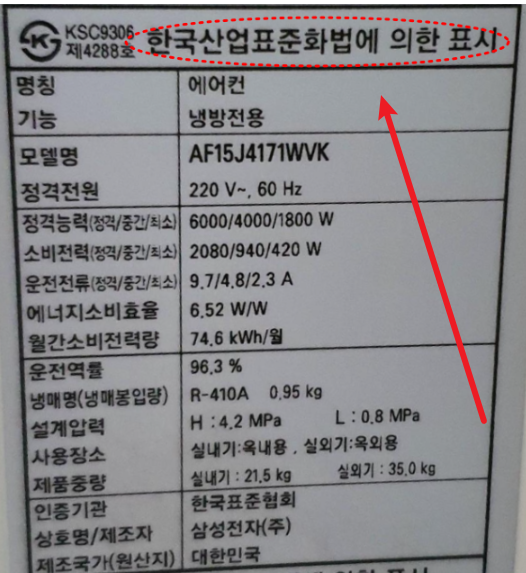 KSC9306
제4288호
한국산업표준화법에 의한 표시
명칭 에어컨
기능 냉방전용
모델명 AF15J4171WVK
정격전원 220 V~, 60 Hz
정격능력(정격/중간/최소) 6000/4000/1800 W
소비전력(정격/중간/최소) 2080/940/420 W
운전전류(정격/중간/최소) 9.7/4.8/2.3 A
에너지소비효율 6.52 W/W
월간소비전력량 74.6 kWh/월
운전역률 96.3 %
냉매명(냉매봉입량) R-410A 0.95 kg
설계압력 H : 4.2 MPa L : 0.8 MPa
사용장소 실내기:옥내용 , 실외기:옥외용
제품중량 실내기 : 21.5 kg 실외기 : 35.0 kg
인증기관 한국표준협회
상호명/제조자 삼성전자(주)
제조국가(원산지) 대한민국